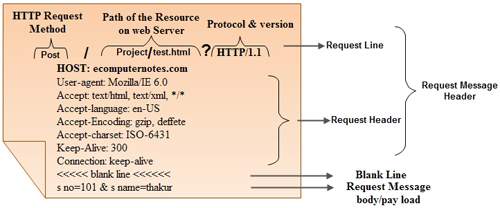 HTTP Request Method
Path of the Resource on web Server
Protocol & version
Post / Project/test.html ? HTTP/1.1
Request Line
HOST: ecomputernotes.com
User-agent: Mozilla/IE 6.0
Accept: text/html, text/xml, */*
Accept-language: en-US
Accept-Encoding: gzip, deffete
Accept-charset: ISO-6431
Keep-Alive: 300
Connection: keep-alive
Request Header
Request Message
Header
<<<<< blank line <<<<<<
Blank Line
s no=101 & s name=thakur
Request Message
body/pay load